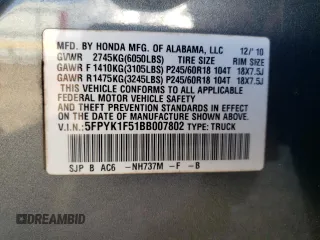 MFD. BY HONDA MFG. OF ALABAMA, LLC 12/'10
GVWR 2745KG(6050LBS) TIRE SIZE RIM SIZE
GAWR F 1410KG(3105LBS) P245/60R18 104T 18X7.5J
GAWR R1475KG(3245LBS) P245/60R18 104T 18X7.5J
THIS VEHICLE CONFORMS TO ALL APPLICABLE
FEDERAL MOTOR VEHICLE SAFETY AND
THEFT PREVENTION STANDARDS IN EFFECT ON
THE DATE OF MANUFACTURE SHOWN ABOVE.
V.I.N.: 5FPYK1F51BB007802 TYPE: TRUCK
SJP B AC6 -NH737M -F -B
DREAMBID